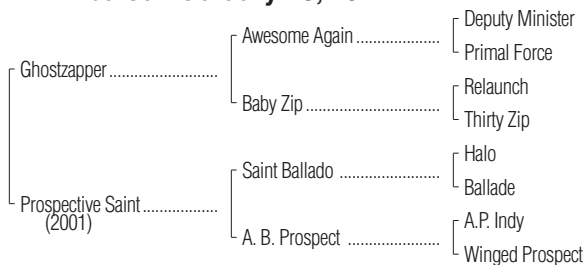 Deputy Minister
Awesome Again ....................
Primal Force
Ghostzapper .........................
Relaunch
Baby Zip ................................
Thirty Zip
Halo
Saint Ballado ........................
Ballade
Prospective Saint .................
(2001)
A.P. Indy
A. B. Prospect ......................
Winged Prospect